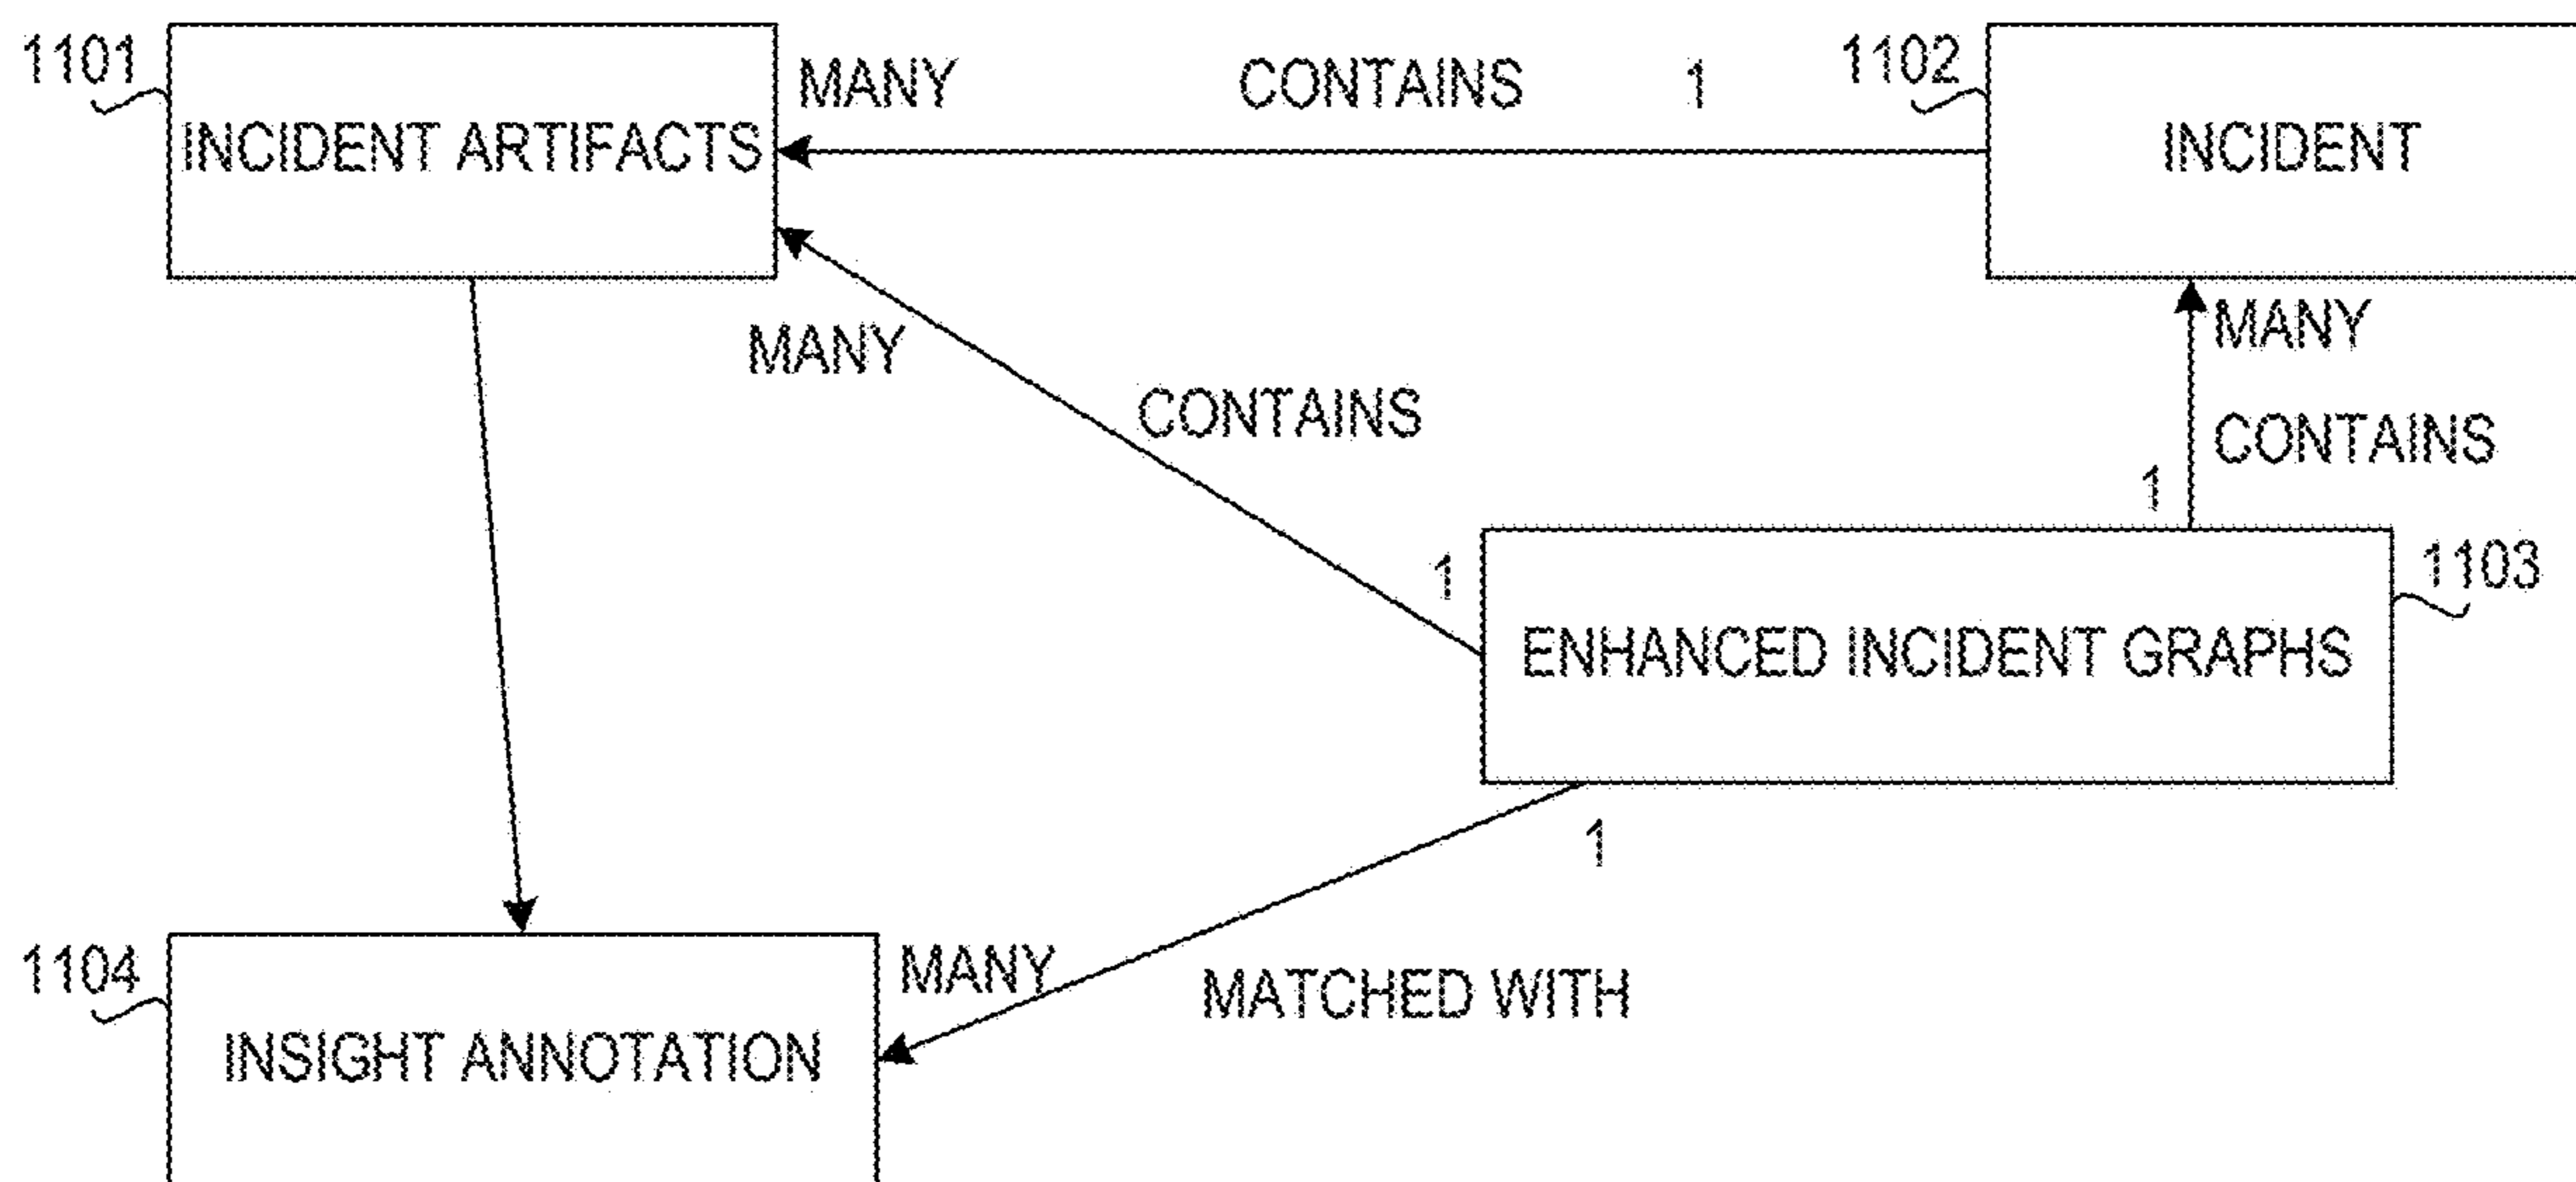 1101
INCIDENT ARTIFACTS
MANY
CONTAINS
1
1102
INCIDENT
MANY
CONTAINS
1
MANY
CONTAINS
1
1103
ENHANCED INCIDENT GRAPHS
1
MATCHED WITH
MANY
1104
INSIGHT ANNOTATION